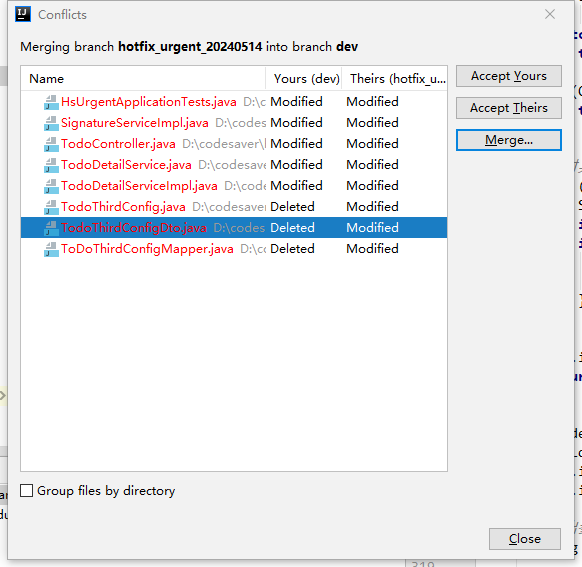 Conflicts
Merging branch hotfix_urgent_20240514 into branch dev
Name Yours (dev) Theirs (hotfix_u...
HsUrgentApplicationTests.java D:\c Modified Modified
SignatureServiceImpl.java D:\codes Modified Modified
TodoController.java D:\codesaver\l Modified Modified
TodoDetailService.java D:\codesave Modified Modified
TodoDetailServiceImpl.java D:\codes Modified Modified
TodoThirdConfig.java D:\codesaver Deleted Modified
TodoThirdConfigDto.java D:\codes Deleted Modified
ToDoThirdConfigMapper.java D:\c Deleted Modified
Accept Yours
Accept Theirs
Merge...
Group files by directory
Close
319